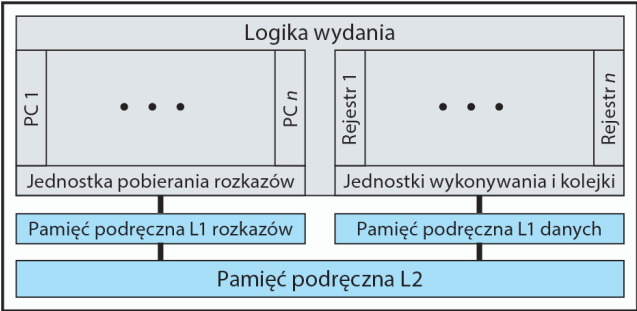 Logika wydania
PC 1
PC n
Rejestr 1
Rejestr n
Jednostka pobierania rozkazów
Jednostki wykonywania i kolejki
Pamięć podręczna L1 rozkazów
Pamięć podręczna L1 danych
Pamięć podręczna L2